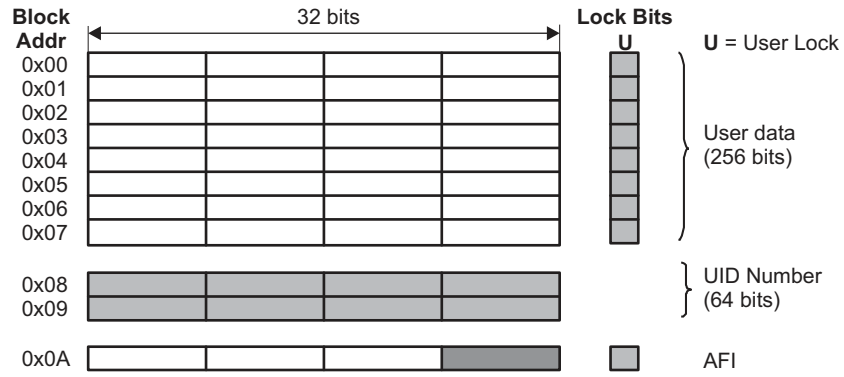 Block Addr 32 bits Lock Bits
U U = User Lock
0x00
0x01
0x02
0x03
0x04
0x05
0x06
0x07
User data
(256 bits)
0x08
0x09
UID Number
(64 bits)
0x0A AFI